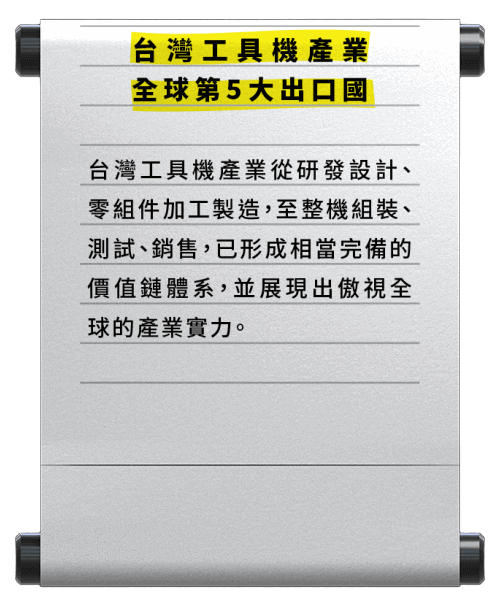 台灣工具機產業
全球第5大出口國
台灣工具機產業從研發設計、
零組件加工製造,至整機組裝、
測試、銷售,已形成相當完備的
價值鏈體系,並展現出傲視全
球的產業實力。